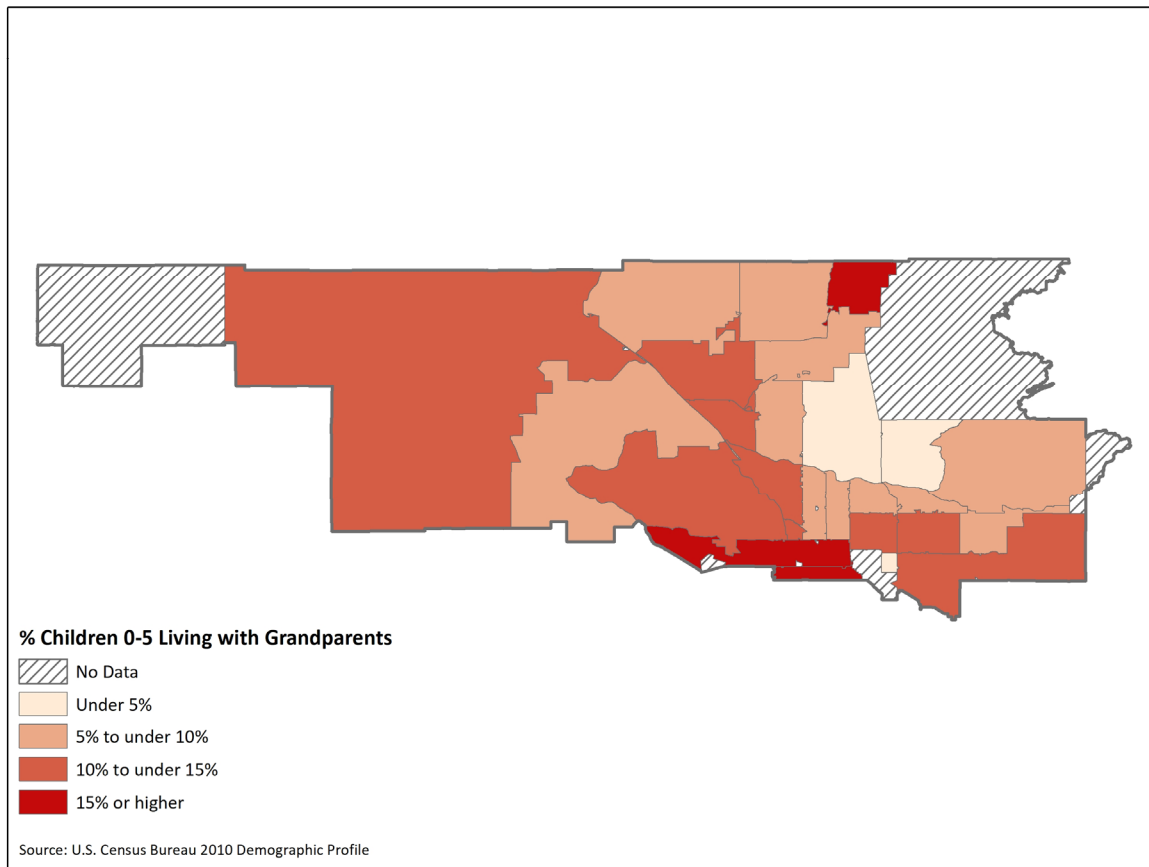 % Children 0-5 Living with Grandparents
No Data
Under 5%
5% to under 10%
10% to under 15%
15% or higher
Source: U.S. Census Bureau 2010 Demographic Profile